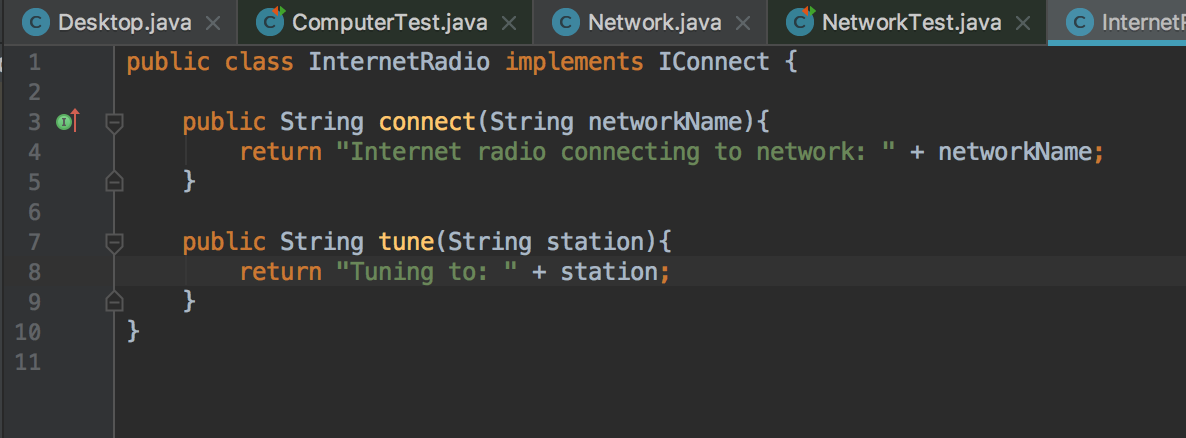 Desktop.java ComputerTest.java Network.java NetworkTest.java
1 public class InternetRadio implements IConnect {
2
3 public String connect(String networkName){
4 return "Internet radio connecting to network: " + networkName;
5 }
6
7 public String tune(String station){
8 return "Tuning to: " + station;
9 }
10 }
11